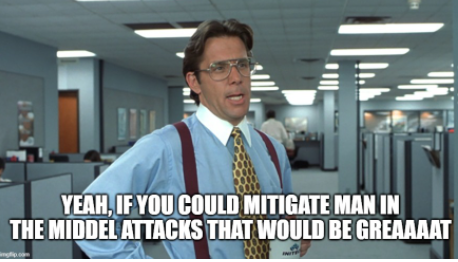 YEAH, IF YOU COULD MITIGATE MAN IN
THE MIDDEL ATTACKS THAT WOULD BE GREAAAAT
imgflip.com